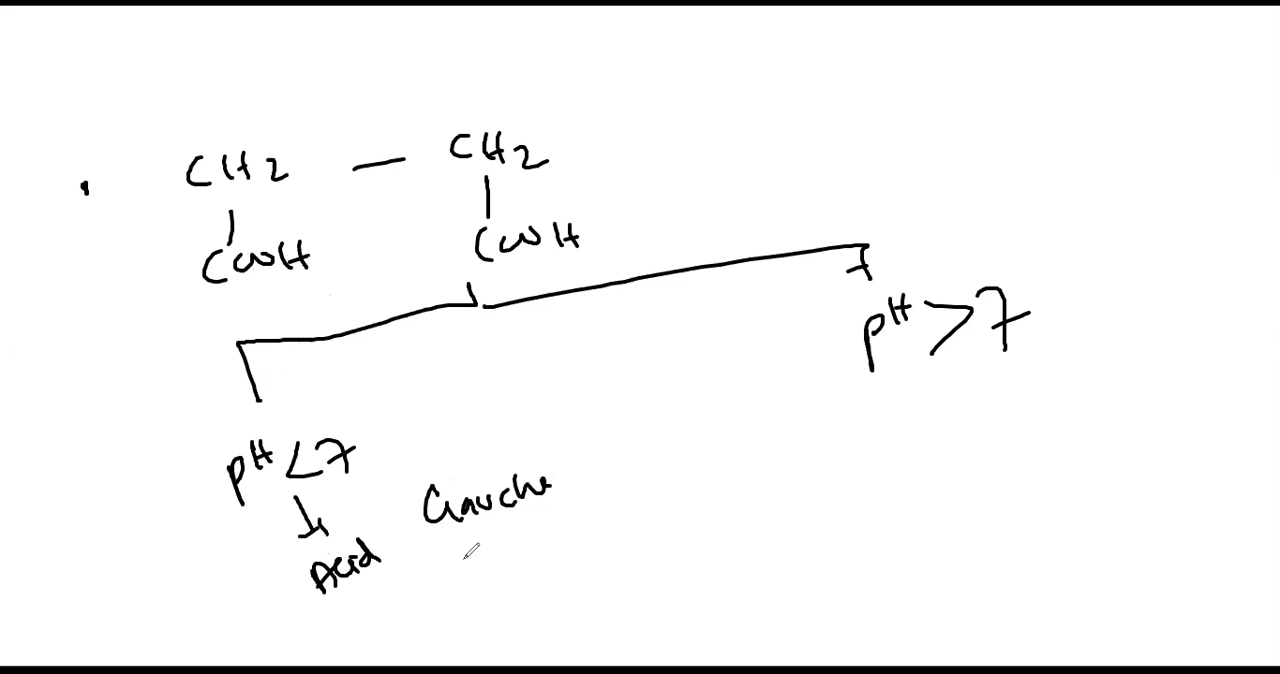 CH2 — CH2
COOH COOH
pH > 7
pH < 7
Gauche
Acid